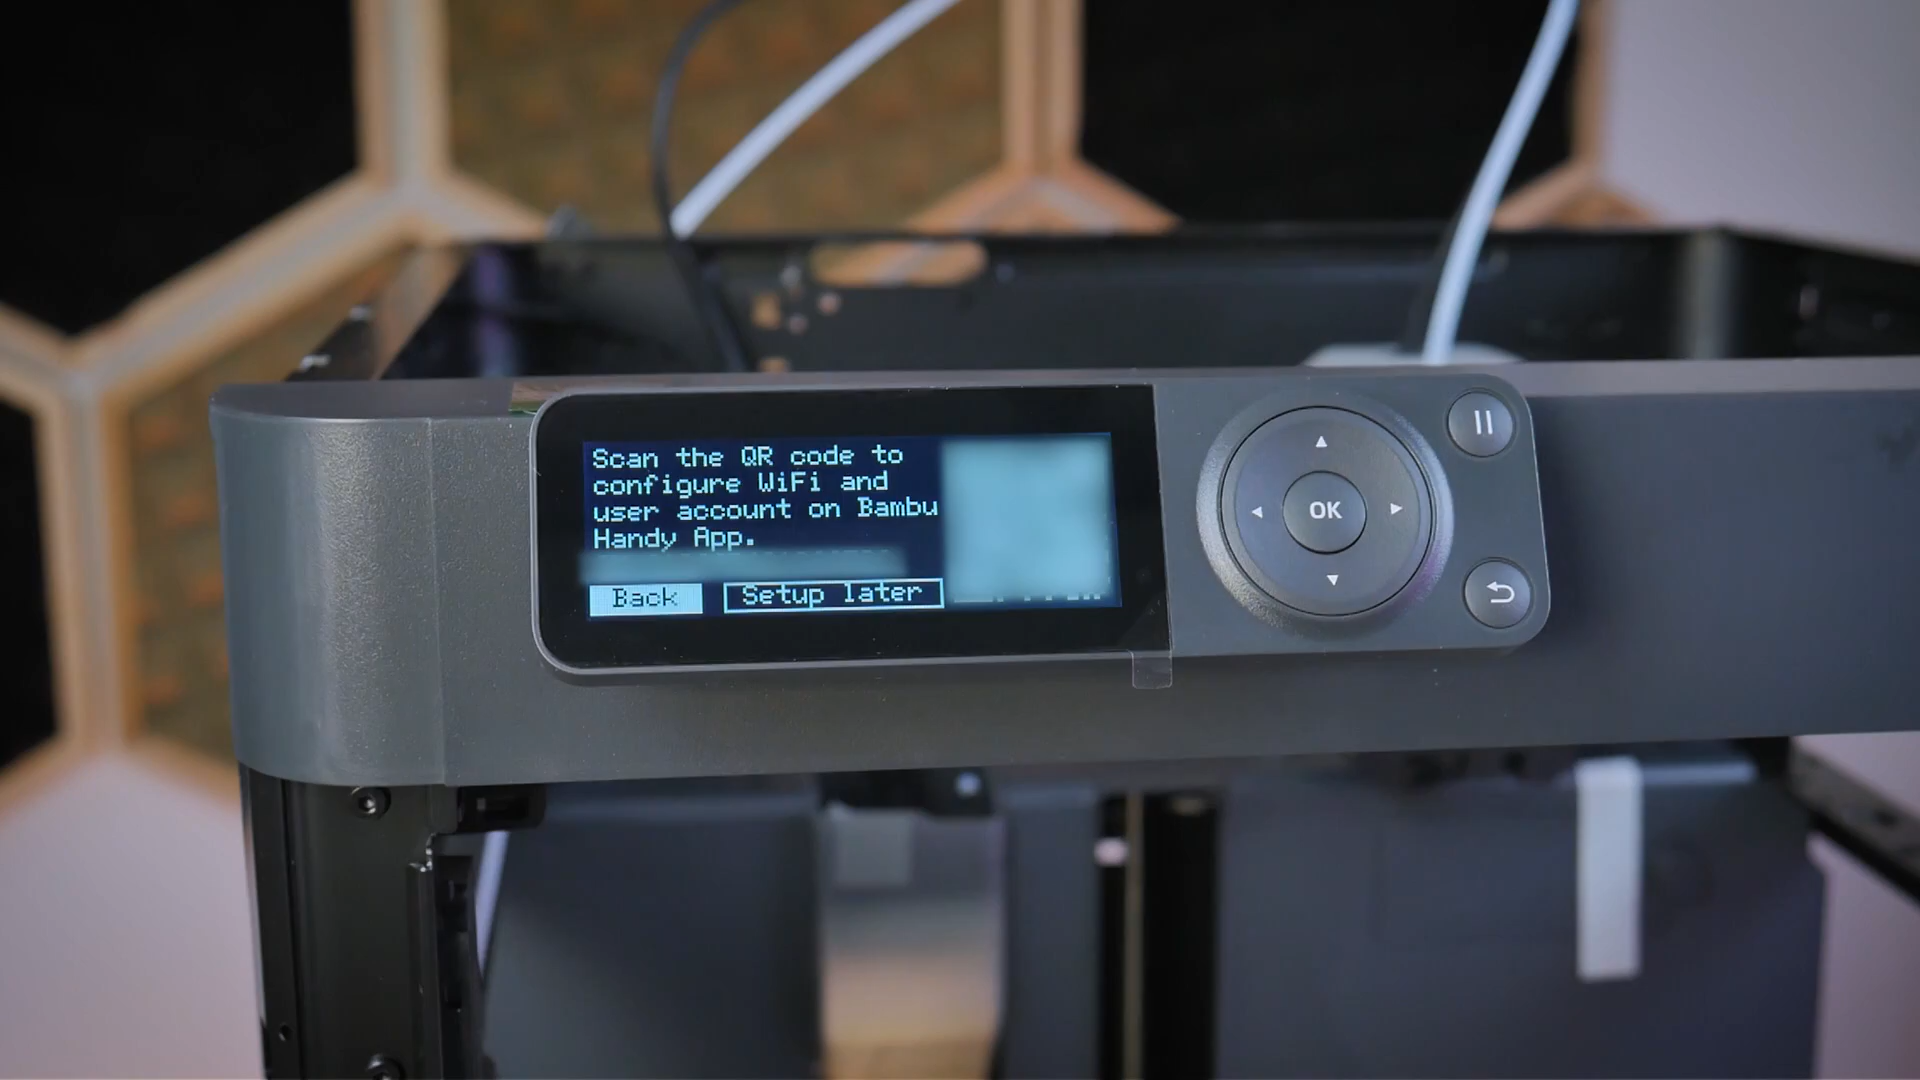 Scan the QR code to
configure WiFi and
user account on Bambu
Handy App.
Back
Setup later
OK